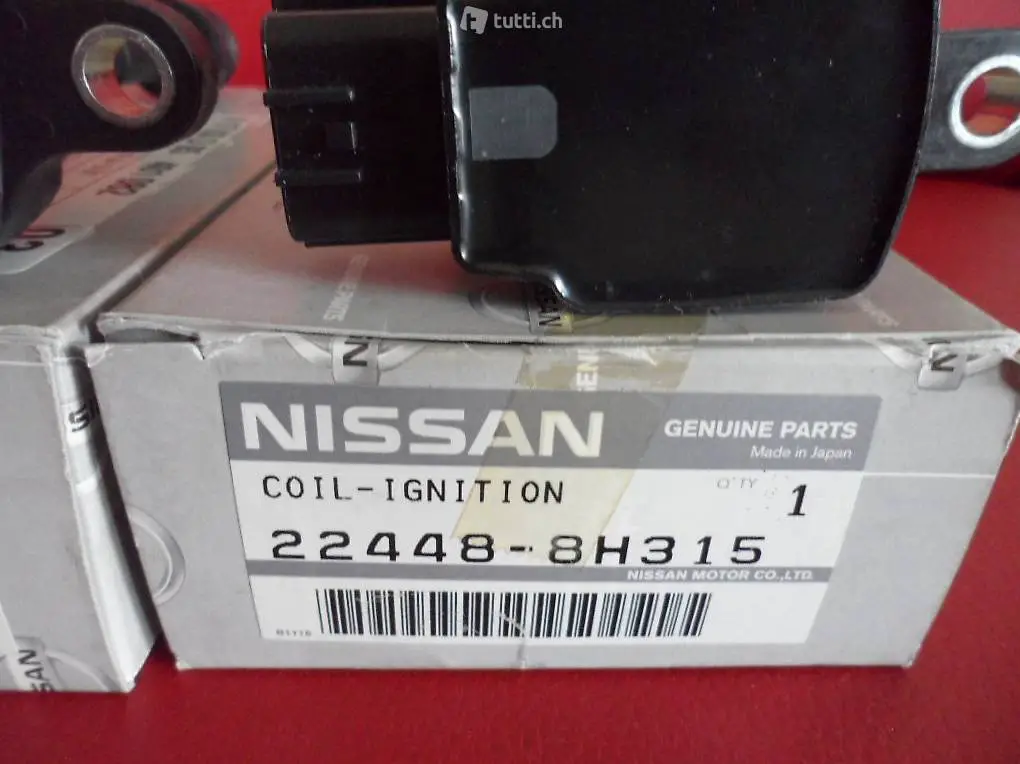 tutti.ch
NISSAN
GENUINE PARTS
Made in Japan
COIL-IGNITION
Q'TY
1
22448-8H315
NISSAN MOTOR CO.,LTD.